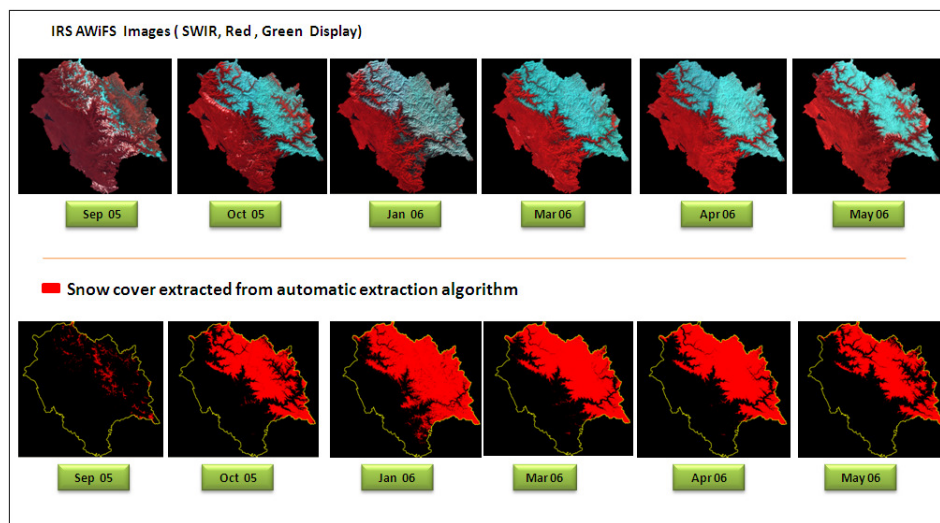 IRS AWiFS Images ( SWIR, Red , Green Display)
Sep 05
Oct 05
Jan 06
Mar 06
Apr 06
May 06
Snow cover extracted from automatic extraction algorithm
Sep 05
Oct 05
Jan 06
Mar 06
Apr 06
May 06